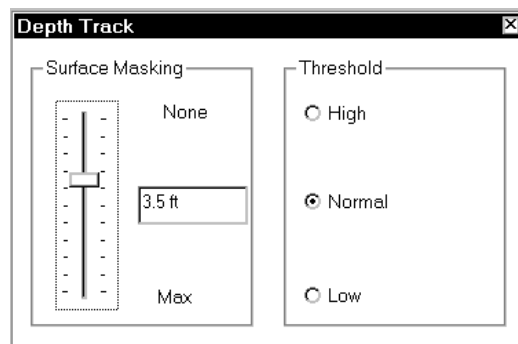 Depth Track
Surface Masking
None
3.5 ft
Max
Threshold
High
Normal
Low